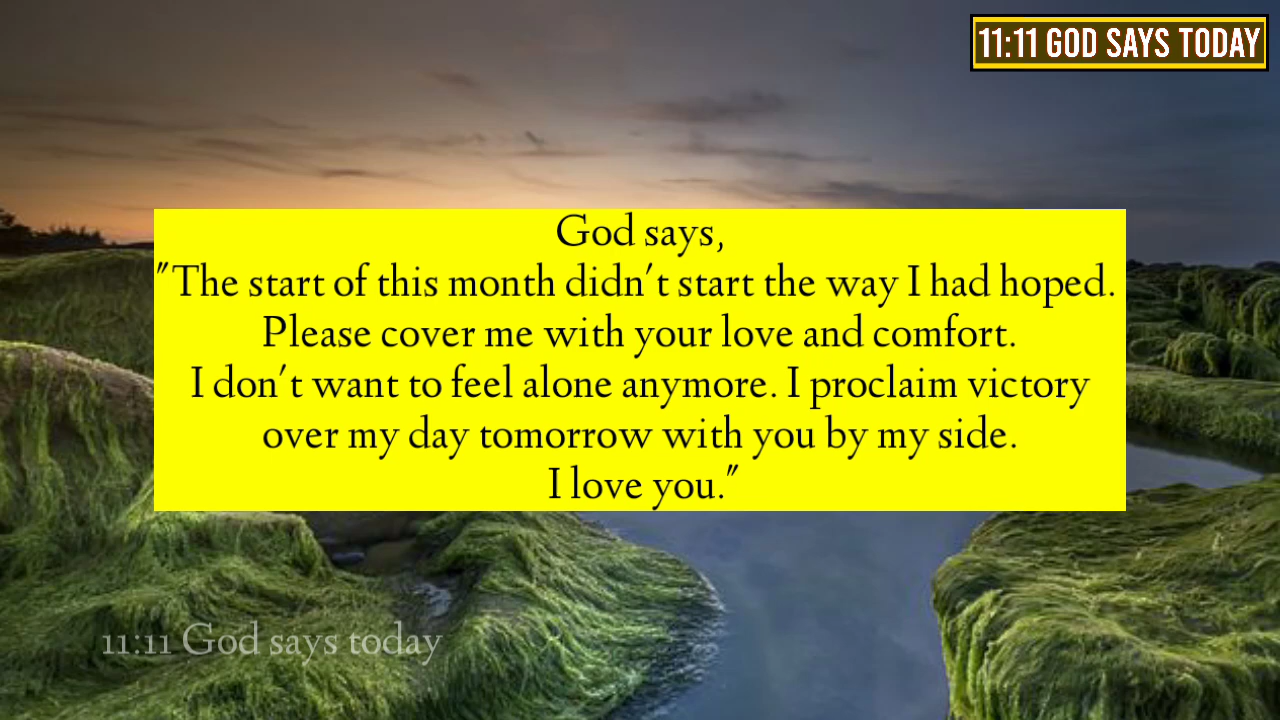 11:11 GOD SAYS TODAY
God says,
"The start of this month didn't start the way I had hoped.
Please cover me with your love and comfort.
I don't want to feel alone anymore. I proclaim victory
over my day tomorrow with you by my side.
I love you."
11:11 God says today